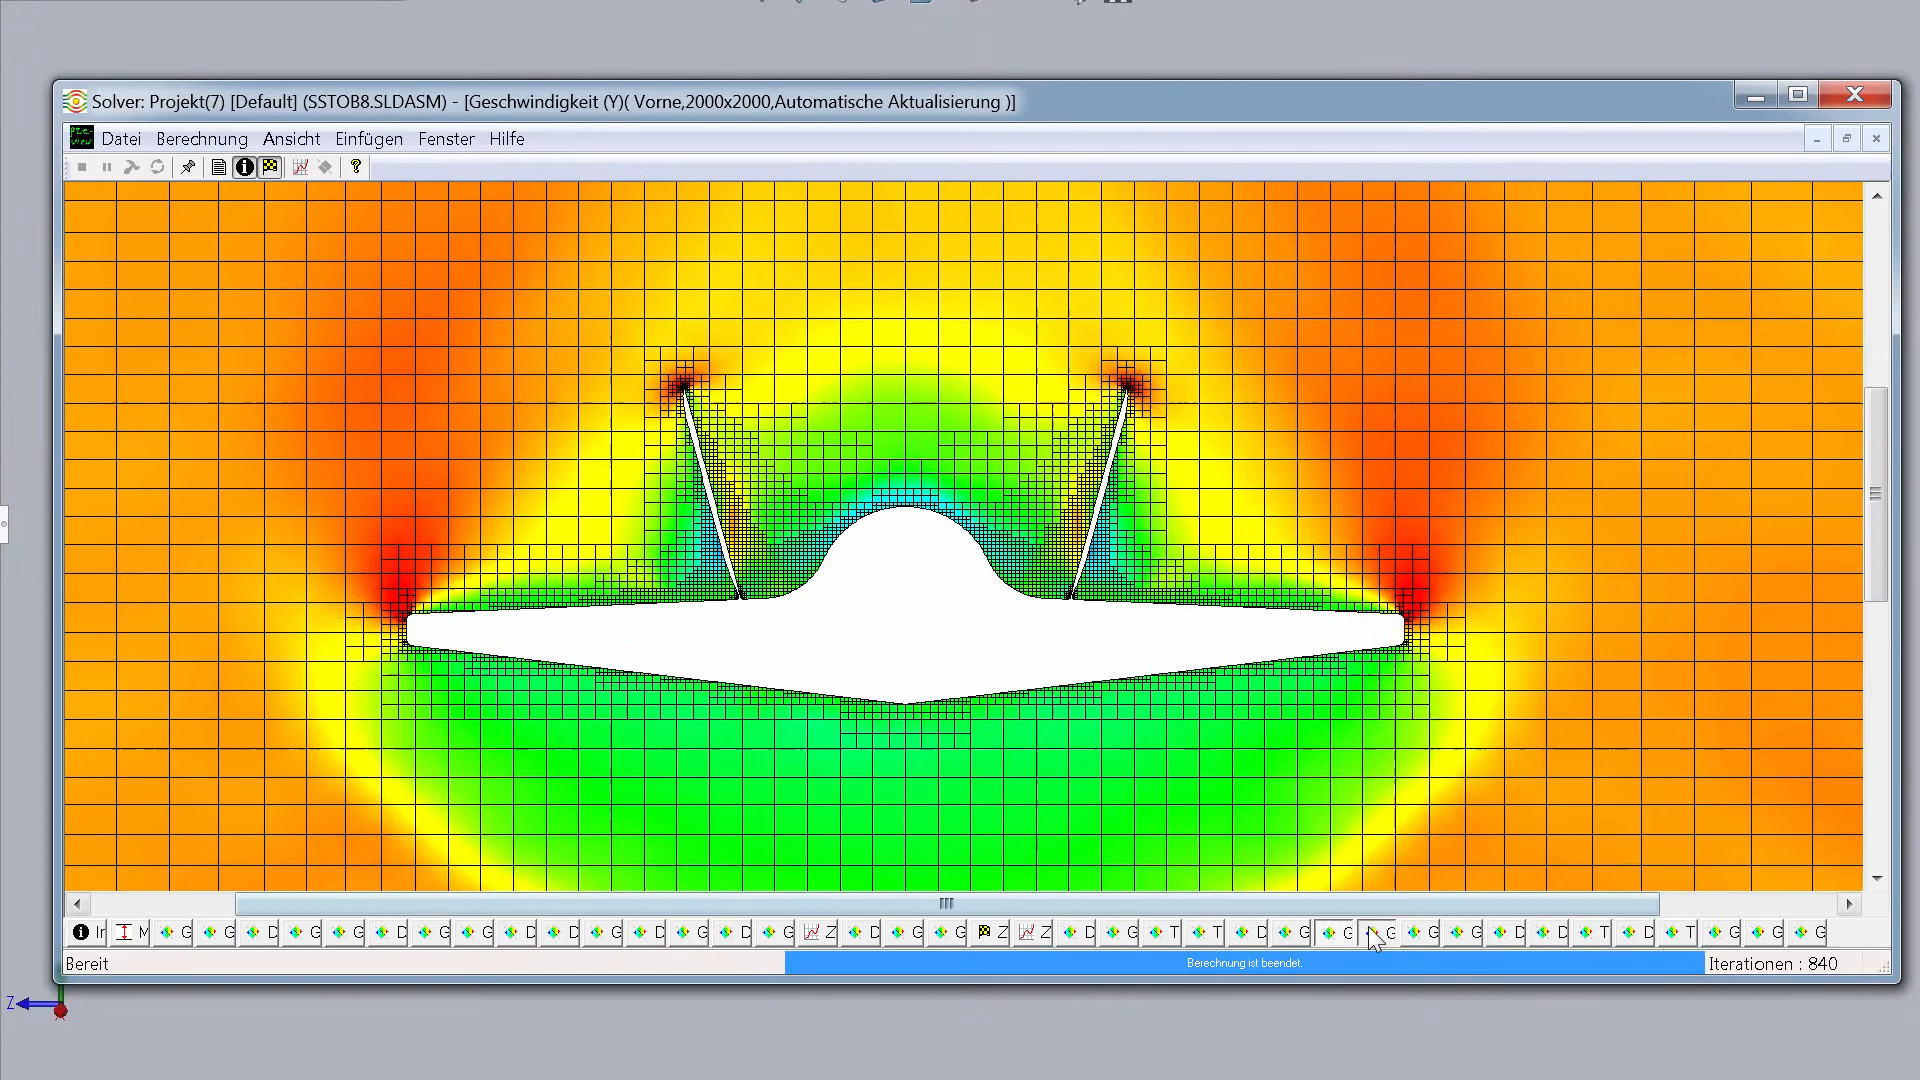 Solver: Projekt(7) [Default] (SSTOB8.SLDASM) - [Geschwindigkeit (Y)( Vorne,2000x2000,Automatische Aktualisierung )]
Datei Berechnung Ansicht Einfügen Fenster Hilfe
Ir M G G D G G D G G D D G D G D G Z D G G Z Z D G T T D G G G G G D D T D T G G G
Bereit Berechnung ist beendet. Iterationen : 840
Z